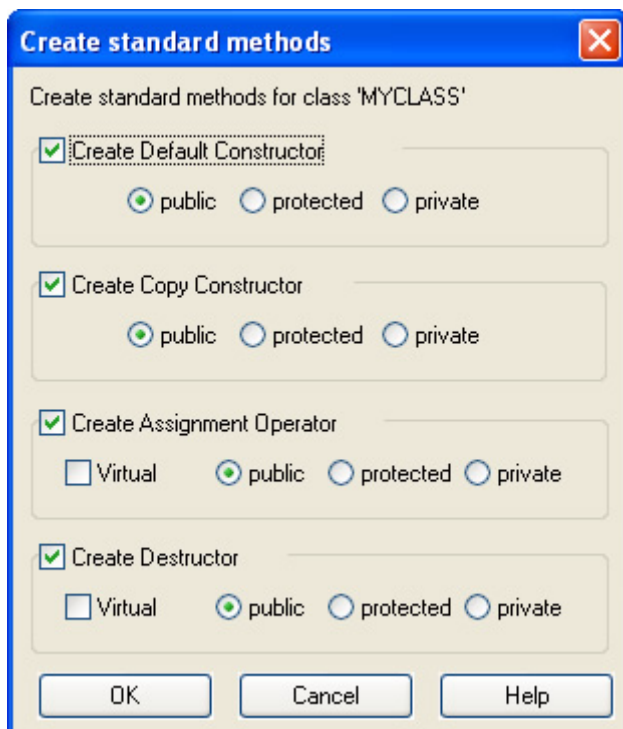 Create standard methods
Create standard methods for class 'MYCLASS'
Create Default Constructor
public protected private
Create Copy Constructor
public protected private
Create Assignment Operator
Virtual public protected private
Create Destructor
Virtual public protected private
OK Cancel Help